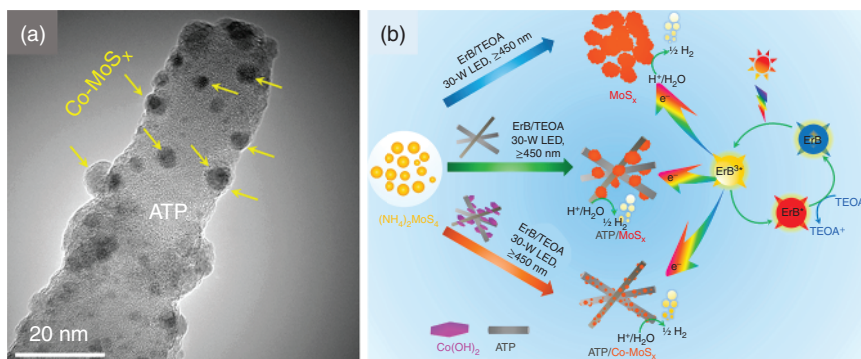 (a)
Co-MoSₓ
ATP
20 nm
(b)
ErB/TEOA
30-W LED, ≥450 nm
MoSₓ
½ H₂
H⁺/H₂O
e⁻
(NH₄)₂MoS₄
ErB/TEOA
30-W LED,
≥450 nm
H⁺/H₂O
½ H₂
ATP/MoSₓ
e⁻
ErB³*
ErB
ErB⁻
TEOA
TEOA⁺
ErB/TEOA
30-W LED,
≥450 nm
e⁻
H⁺/H₂O
½ H₂
ATP/Co-MoSₓ
Co(OH)₂
ATP